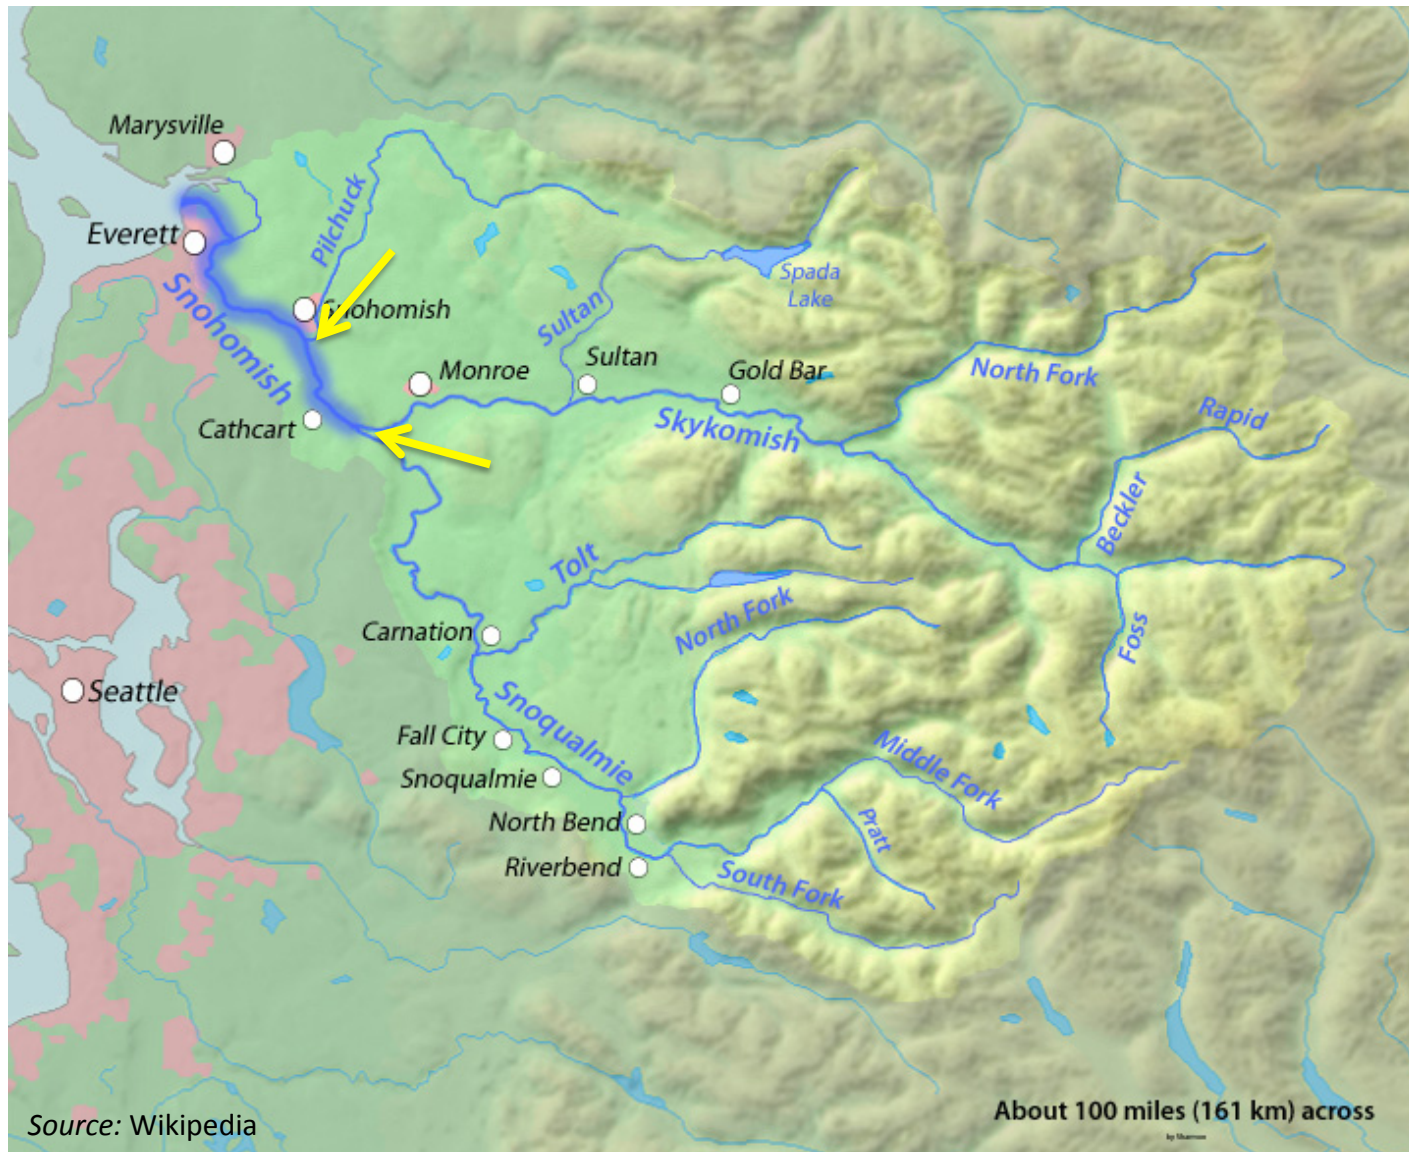 Marysville
Everett
Pilchuck
Snohomish
Snohomish
Spada
Lake
Sultan
Sultan
Monroe
Gold Bar
North Fork
Rapid
Cathcart
Skykomish
Beckler
Tolt
North Fork
Carnation
Foss
Seattle
Snoqualmie
Fall City
Snoqualmie
Middle Fork
North Bend
Pratt
Riverbend
South Fork
About 100 miles (161 km) across
Source: Wikipedia